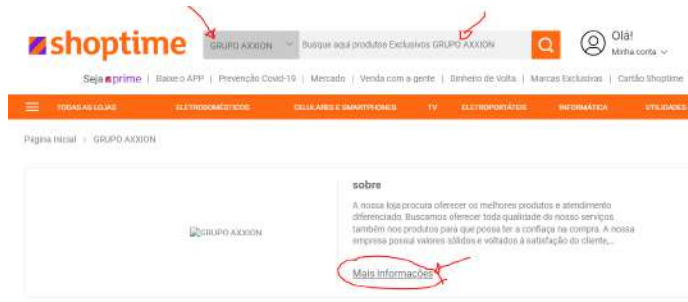 shoptime
GRUPO AXXION
Busque aqui produtos Exclusivos GRUPO AXXION
Olá!
Minha conta
Seja prime | Baixe o APP | Prevenção Covid-19 | Mercado | Venda com a gente | Dinheiro de Volta | Marcas Exclusivas | Cartão Shoptime
TODAS AS LOJAS ELETRODOMÉSTICOS CELULARES E SMARTPHONES TV ELETROPORTÁTEIS INFORMÁTICA UTILIDADES
Página Inicial > GRUPO AXXION
GRUPO AXXION
sobre
A nossa loja procura oferecer os melhores produtos e atendimento
diferenciado. Buscamos oferecer toda qualidade do nosso serviços
também nos produtos para que possa ter a confiaça na compra. A nossa
empresa possui valores sólidos e voltados à satisfação do cliente,...
Mais Informações